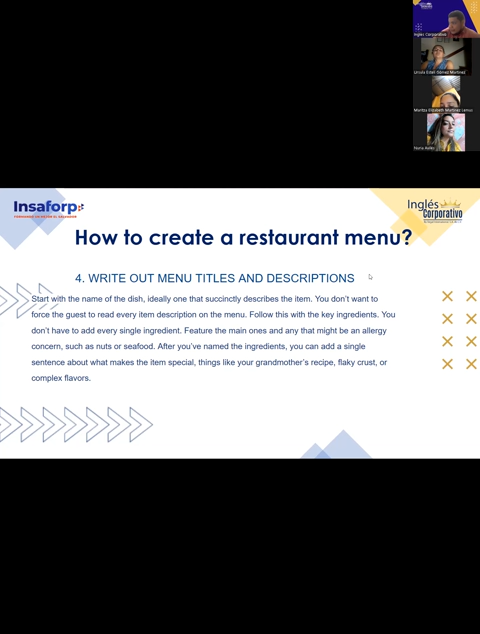 Inglés Corporativo
Ursula Estel
Martinez
Maritza Elizabeth Martinez Lemus
Nuria Aviles
Insaforp
Inglés
Corporativo
How to create a restaurant menu?
4. WRITE OUT MENU TITLES AND DESCRIPTIONS
Start with the name of the dish, ideally one that succinctly describes the item. You don't want to
force the guest to read every item description on the menu. Follow this with the key ingredients. You
don't have to add every single ingredient. Feature the main ones and any that might be an allergy
concern, such as nuts or seafood. After you've named the ingredients, you can add a single
sentence about what makes the item special, things like your grandmother's recipe, flaky crust, or
complex flavors.